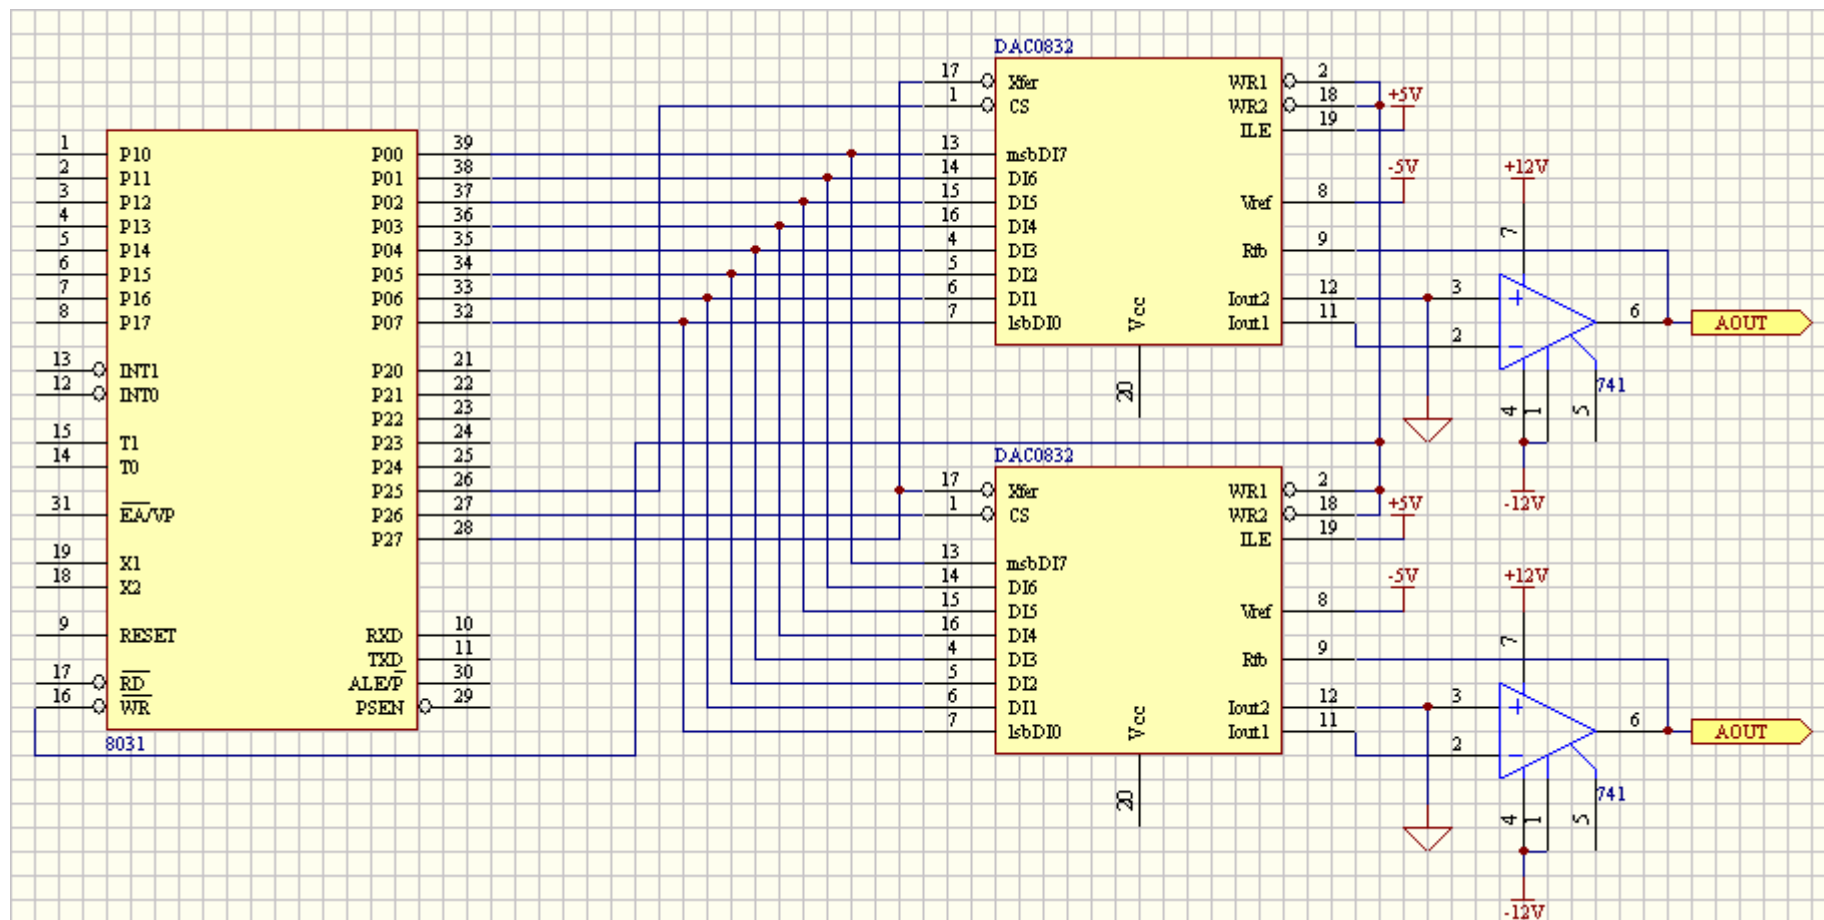 DAC0832
17 Xfer WR1 2
1 CS WR2 18 +5V
ILE 19
1 P10 P00 39 13 msbDI7
2 P11 P01 38 14 DI6 -5V +12V
3 P12 P02 37 15 DI5 Vref 8
4 P13 P03 36 16 DI4 7
5 P14 P04 35 4 DI3 Rfb 9
6 P15 P05 34 5 DI2
7 P16 P06 33 6 DI1 Iout2 12 3 +
8 P17 P07 32 7 lsbDI0 Vcc Iout1 11 6 AOUT
2 -
13 INT1 P20 21 20 741
12 INT0 P21 22 4 1 5
P22 23
15 T1 P23 24
14 T0 P24 25 DAC0832
P25 26 17 Xfer WR1 2 -12V
31 EA/VP P26 27 1 CS WR2 18 +5V
P27 28 ILE 19
19 X1 13 msbDI7
18 X2 14 DI6 -5V +12V
15 DI5 Vref 8
9 RESET RXD 10 16 DI4 7
TXD 11 4 DI3 Rfb 9
17 RD ALE/P 30 5 DI2
16 WR PSEN 29 6 DI1 Iout2 12 3 +
8031 7 lsbDI0 Vcc Iout1 11 6 AOUT
2 -
20 741
4 1 5
-12V